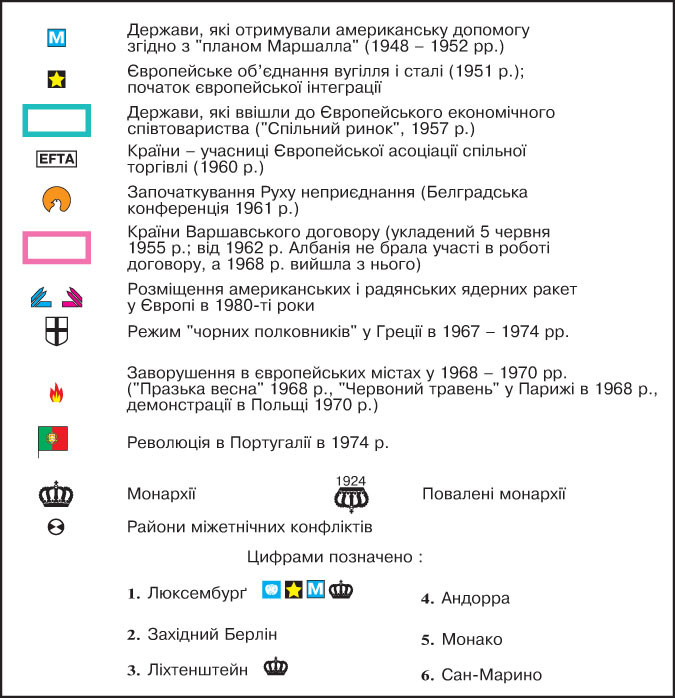 M
Держави, які отримували американську допомогу
згідно з "планом Маршалла" (1948 – 1952 рр.)
Європейське об’єднання вугілля і сталі (1951 р.);
початок європейської інтеграції
Держави, які ввішли до Європейського економічного
співтовариства ("Спільний ринок", 1957 р.)
EFTA
Країни – учасниці Європейської асоціації спільної
торгівлі (1960 р.)
Започаткування Руху неприєднання (Белградська
конференція 1961 р.)
Країни Варшавського договору (укладений 5 червня
1955 р.; від 1962 р. Албанія не брала участі в роботі
договору, а 1968 р. вийшла з нього)
Розміщення американських і радянських ядерних ракет
у Європі в 1980-ті роки
Режим "чорних полковників" у Греції в 1967 – 1974 рр.
Заворушення в європейських містах у 1968 – 1970 рр.
("Празька весна" 1968 р., "Червоний травень" у Парижі в 1968 р.,
демонстрації в Польщі 1970 р.)
Революція в Португалії в 1974 р.
Монархії
1924
Повалені монархії
Райони міжетнічних конфліктів
Цифрами позначено :
1. Люксембурґ M
2. Західний Берлін
3. Ліхтенштейн
4. Андорра
5. Монако
6. Сан-Марино